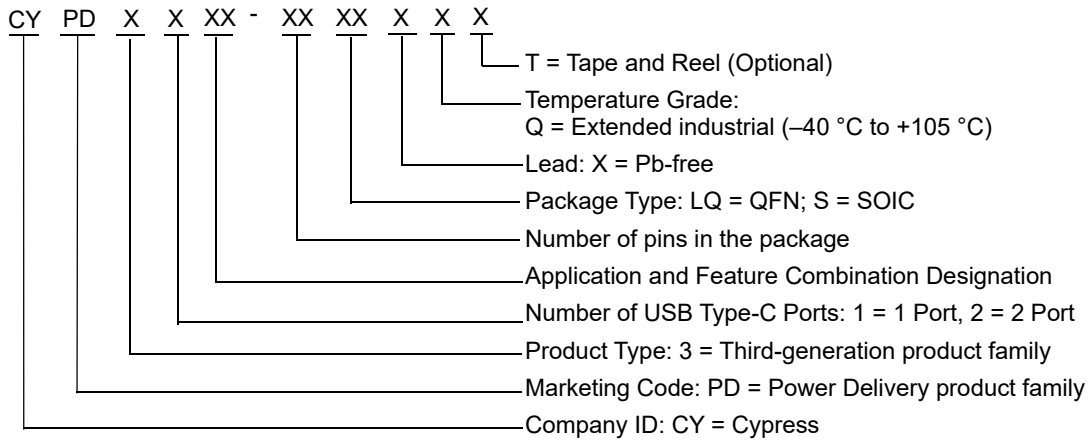 CY PD X X XX - XX XX X X X
T = Tape and Reel (Optional)
Temperature Grade:
Q = Extended industrial (–40 °C to +105 °C)
Lead: X = Pb-free
Package Type: LQ = QFN; S = SOIC
Number of pins in the package
Application and Feature Combination Designation
Number of USB Type-C Ports: 1 = 1 Port, 2 = 2 Port
Product Type: 3 = Third-generation product family
Marketing Code: PD = Power Delivery product family
Company ID: CY = Cypress